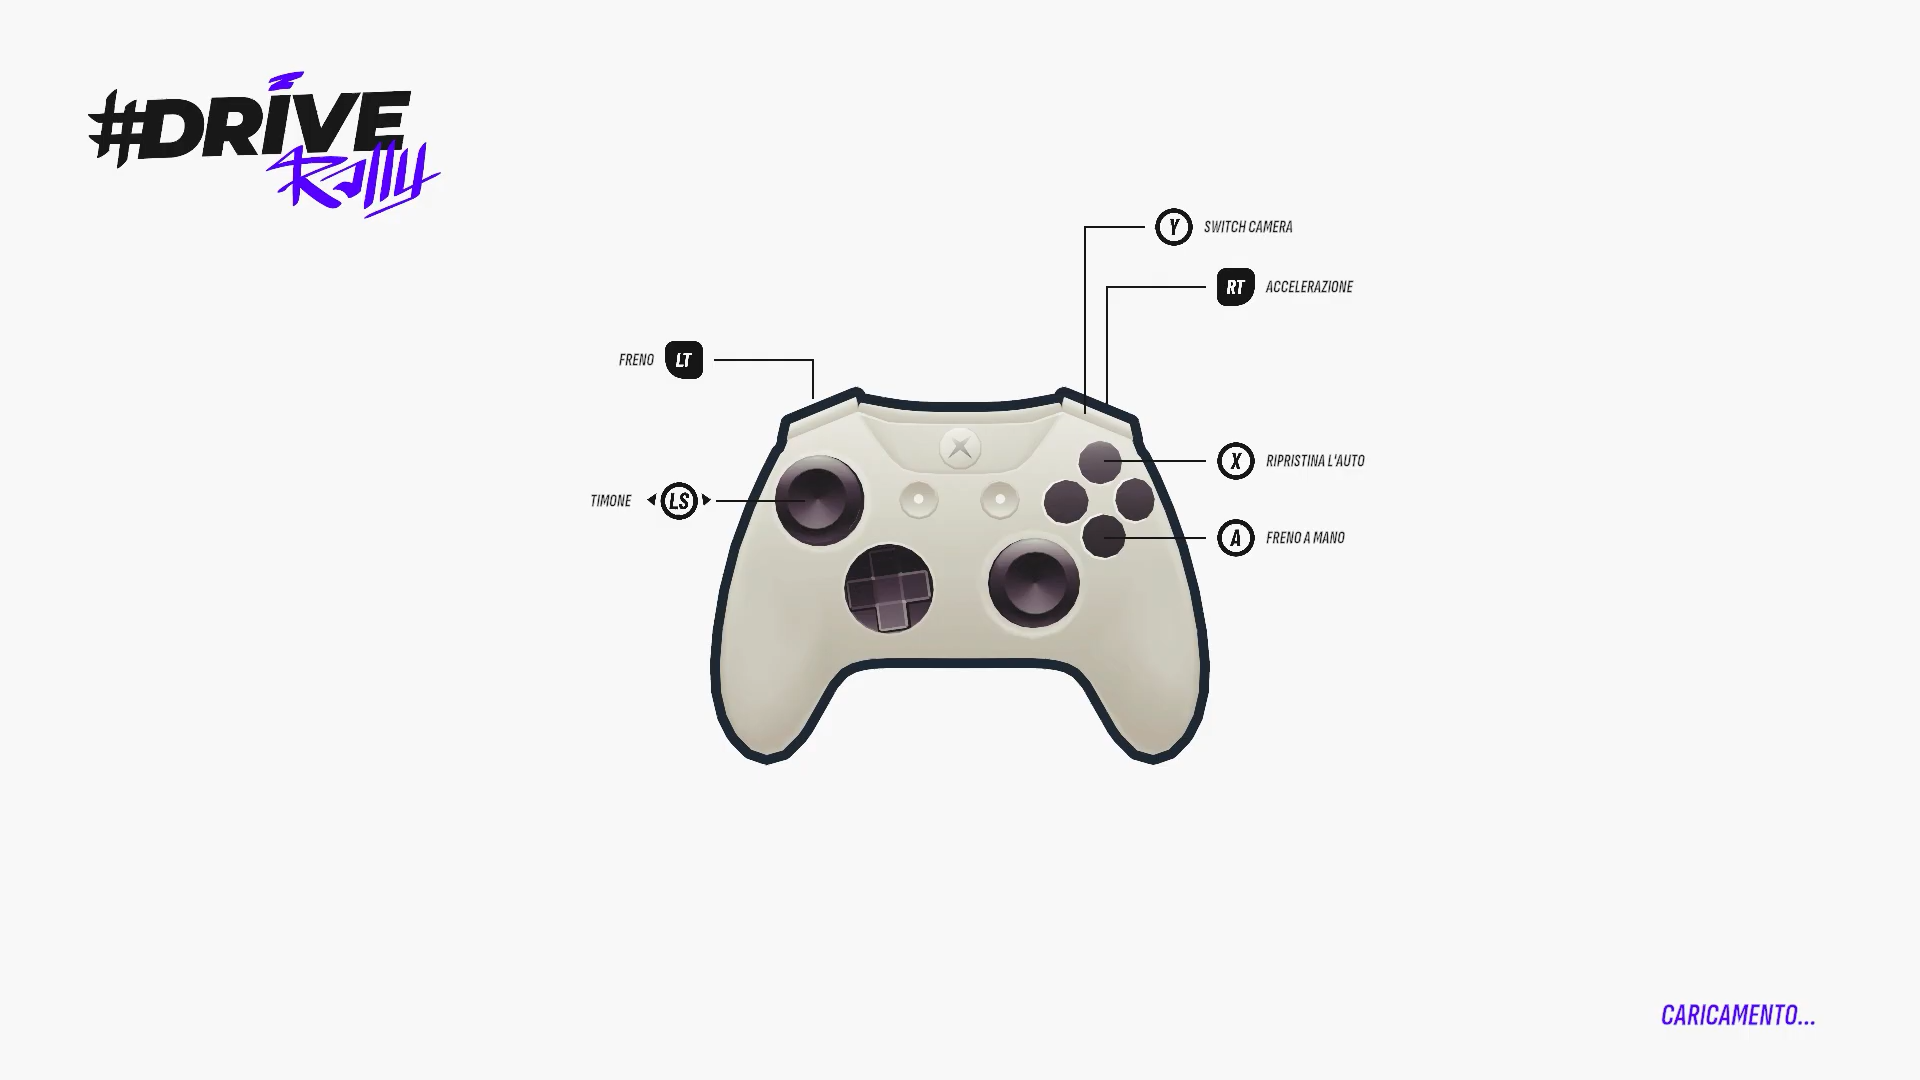 #DRIVE
Rally
Y SWITCH CAMERA
RT ACCELERAZIONE
FRENO LT
X RIPRISTINA L'AUTO
TIMONE LS
A FRENO A MANO
CARICAMENTO...